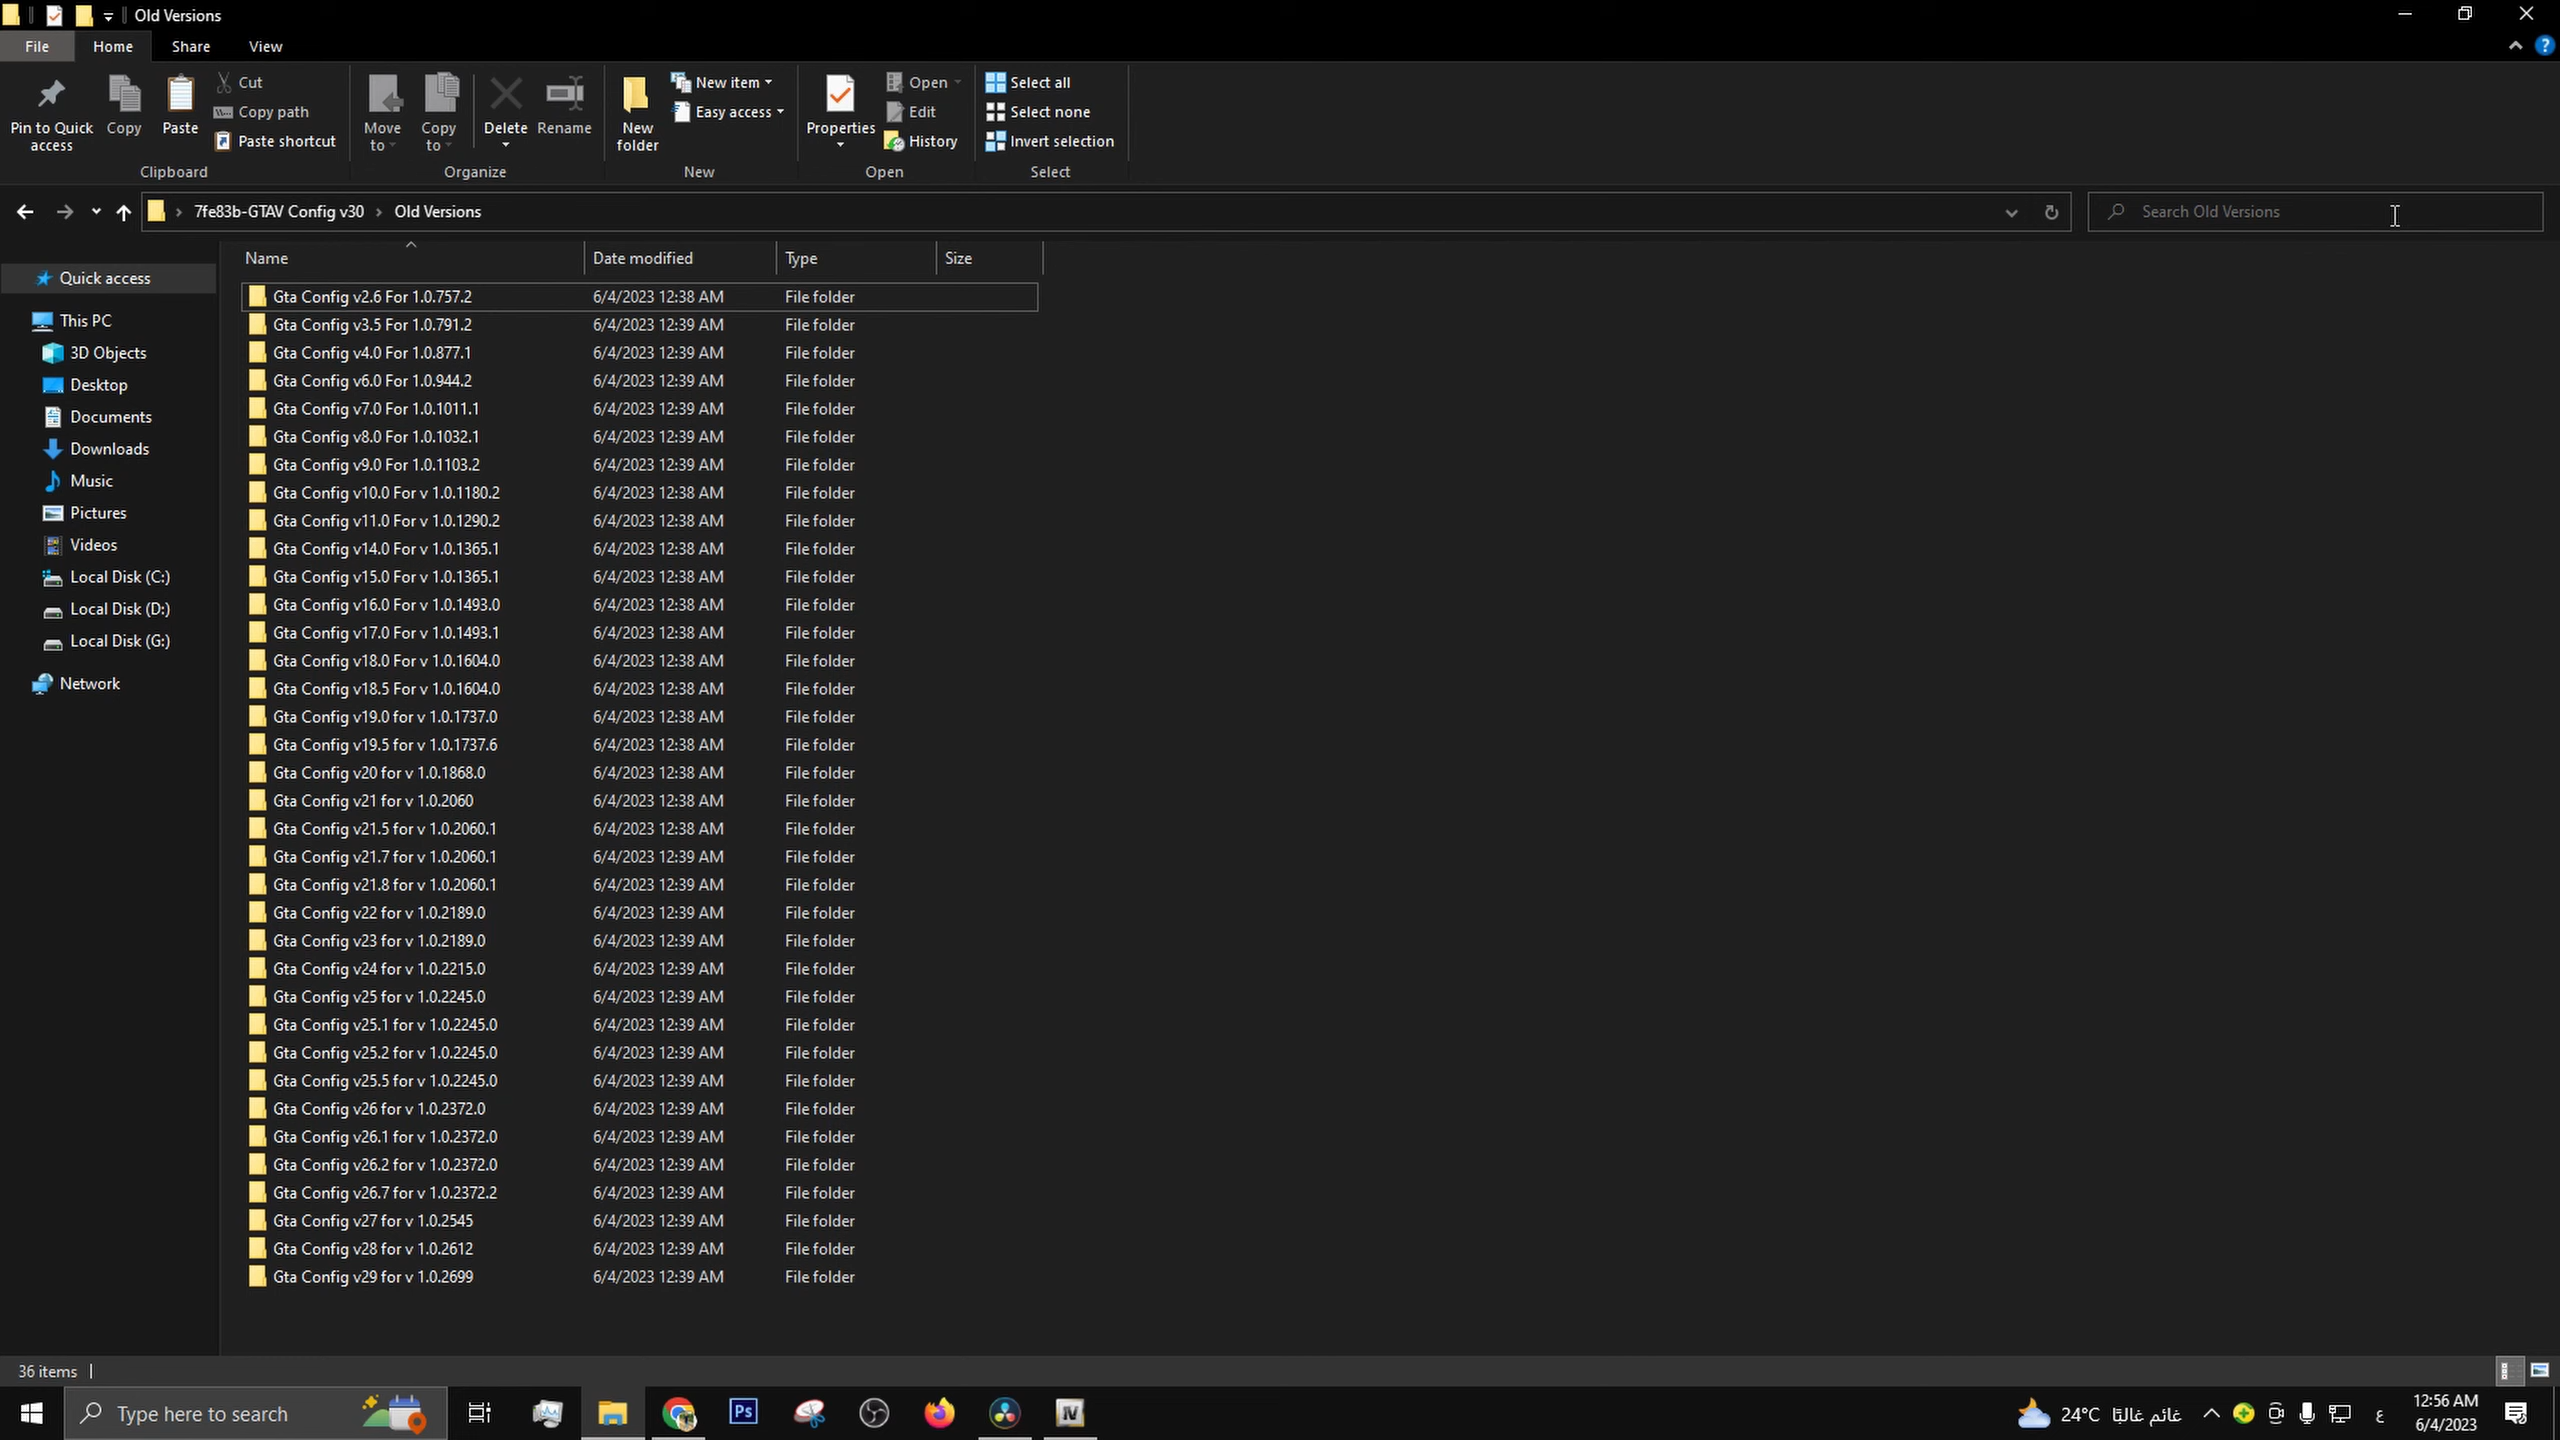 Old Versions
File Home Share View
Pin to Quick access
Copy
Paste
Cut
Copy path
Paste shortcut
Clipboard
Move to
Copy to
Delete
Rename
Organize
New folder
New item
Easy access
New
Properties
Open
Edit
History
Open
Select all
Select none
Invert selection
Select
7fe83b-GTAV Config v30 › Old Versions
Search Old Versions
Quick access
This PC
3D Objects
Desktop
Documents
Downloads
Music
Pictures
Videos
Local Disk (C:)
Local Disk (D:)
Local Disk (G:)
Network
Name Date modified Type Size
Gta Config v2.6 For 1.0.757.2 6/4/2023 12:38 AM File folder
Gta Config v3.5 For 1.0.791.2 6/4/2023 12:39 AM File folder
Gta Config v4.0 For 1.0.877.1 6/4/2023 12:39 AM File folder
Gta Config v6.0 For 1.0.944.2 6/4/2023 12:39 AM File folder
Gta Config v7.0 For 1.0.1011.1 6/4/2023 12:39 AM File folder
Gta Config v8.0 For 1.0.1032.1 6/4/2023 12:39 AM File folder
Gta Config v9.0 For 1.0.1103.2 6/4/2023 12:39 AM File folder
Gta Config v10.0 For v 1.0.1180.2 6/4/2023 12:38 AM File folder
Gta Config v11.0 For v 1.0.1290.2 6/4/2023 12:38 AM File folder
Gta Config v14.0 For v 1.0.1365.1 6/4/2023 12:38 AM File folder
Gta Config v15.0 For v 1.0.1365.1 6/4/2023 12:38 AM File folder
Gta Config v16.0 For v 1.0.1493.0 6/4/2023 12:38 AM File folder
Gta Config v17.0 For v 1.0.1493.1 6/4/2023 12:38 AM File folder
Gta Config v18.0 For v 1.0.1604.0 6/4/2023 12:38 AM File folder
Gta Config v18.5 For v 1.0.1604.0 6/4/2023 12:38 AM File folder
Gta Config v19.0 for v 1.0.1737.0 6/4/2023 12:38 AM File folder
Gta Config v19.5 for v 1.0.1737.6 6/4/2023 12:38 AM File folder
Gta Config v20 for v 1.0.1868.0 6/4/2023 12:38 AM File folder
Gta Config v21 for v 1.0.2060 6/4/2023 12:38 AM File folder
Gta Config v21.5 for v 1.0.2060.1 6/4/2023 12:38 AM File folder
Gta Config v21.7 for v 1.0.2060.1 6/4/2023 12:39 AM File folder
Gta Config v21.8 for v 1.0.2060.1 6/4/2023 12:39 AM File folder
Gta Config v22 for v 1.0.2189.0 6/4/2023 12:39 AM File folder
Gta Config v23 for v 1.0.2189.0 6/4/2023 12:39 AM File folder
Gta Config v24 for v 1.0.2215.0 6/4/2023 12:39 AM File folder
Gta Config v25 for v 1.0.2245.0 6/4/2023 12:39 AM File folder
Gta Config v25.1 for v 1.0.2245.0 6/4/2023 12:39 AM File folder
Gta Config v25.2 for v 1.0.2245.0 6/4/2023 12:39 AM File folder
Gta Config v25.5 for v 1.0.2245.0 6/4/2023 12:39 AM File folder
Gta Config v26 for v 1.0.2372.0 6/4/2023 12:39 AM File folder
Gta Config v26.1 for v 1.0.2372.0 6/4/2023 12:39 AM File folder
Gta Config v26.2 for v 1.0.2372.0 6/4/2023 12:39 AM File folder
Gta Config v26.7 for v 1.0.2372.2 6/4/2023 12:39 AM File folder
Gta Config v27 for v 1.0.2545 6/4/2023 12:39 AM File folder
Gta Config v28 for v 1.0.2612 6/4/2023 12:39 AM File folder
Gta Config v29 for v 1.0.2699 6/4/2023 12:39 AM File folder
36 items
Type here to search
Ps
24°C غائم غالبًا
ع
12:56 AM
6/4/2023